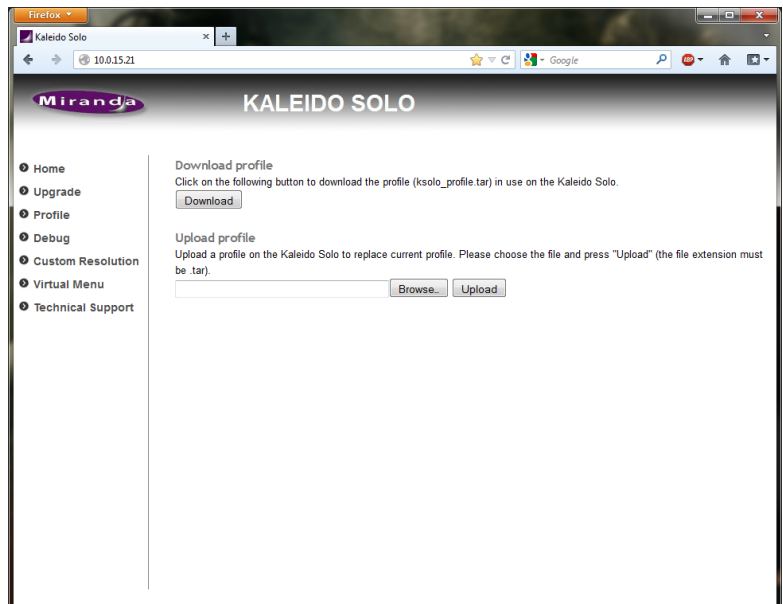 Firefox
Kaleido Solo
10.0.15.21
Google
ABP
Miranda
KALEIDO SOLO
Home
Upgrade
Profile
Debug
Custom Resolution
Virtual Menu
Technical Support
Download profile
Click on the following button to download the profile (ksolo_profile.tar) in use on the Kaleido Solo.
Download
Upload profile
Upload a profile on the Kaleido Solo to replace current profile. Please choose the file and press "Upload" (the file extension must
be .tar).
Browse... Upload